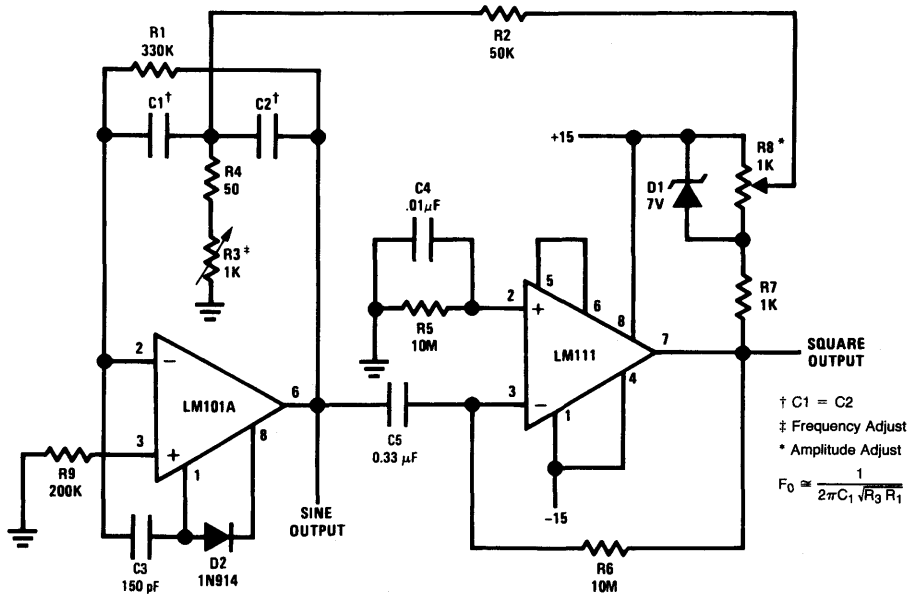 R1
330K
R2
50K
C1†
C2†
R4
50
R3‡
1K
C4
.01μF
+15
D1
7V
R8*
1K
5
6
2
+
R5
10M
LM111
8
7
R7
1K
SQUARE
OUTPUT
2
−
LM101A
6
8
3
+
1
R9
200K
C5
0.33 μF
3
−
1
4
−15
SINE
OUTPUT
C3
150 pF
D2
1N914
R6
10M
† C1 = C2
‡ Frequency Adjust
* Amplitude Adjust
F₀ ≅ 1 / 2πC₁ √R₃ R₁